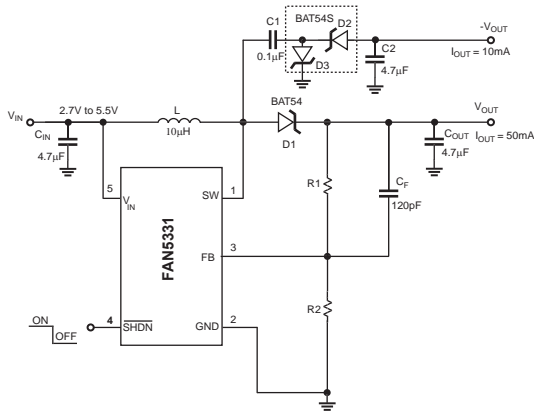 C1
BAT54S
D2
-VOUT
0.1µF
D3
C2
4.7µF
IOUT = 10mA
BAT54
VIN
2.7V to 5.5V
L
10µH
D1
VOUT
CIN
4.7µF
COUT
4.7µF
IOUT = 50mA
5
VIN
SW
1
R1
CF
120pF
FAN5331
FB
3
R2
ON
OFF
4
SHDN
GND
2